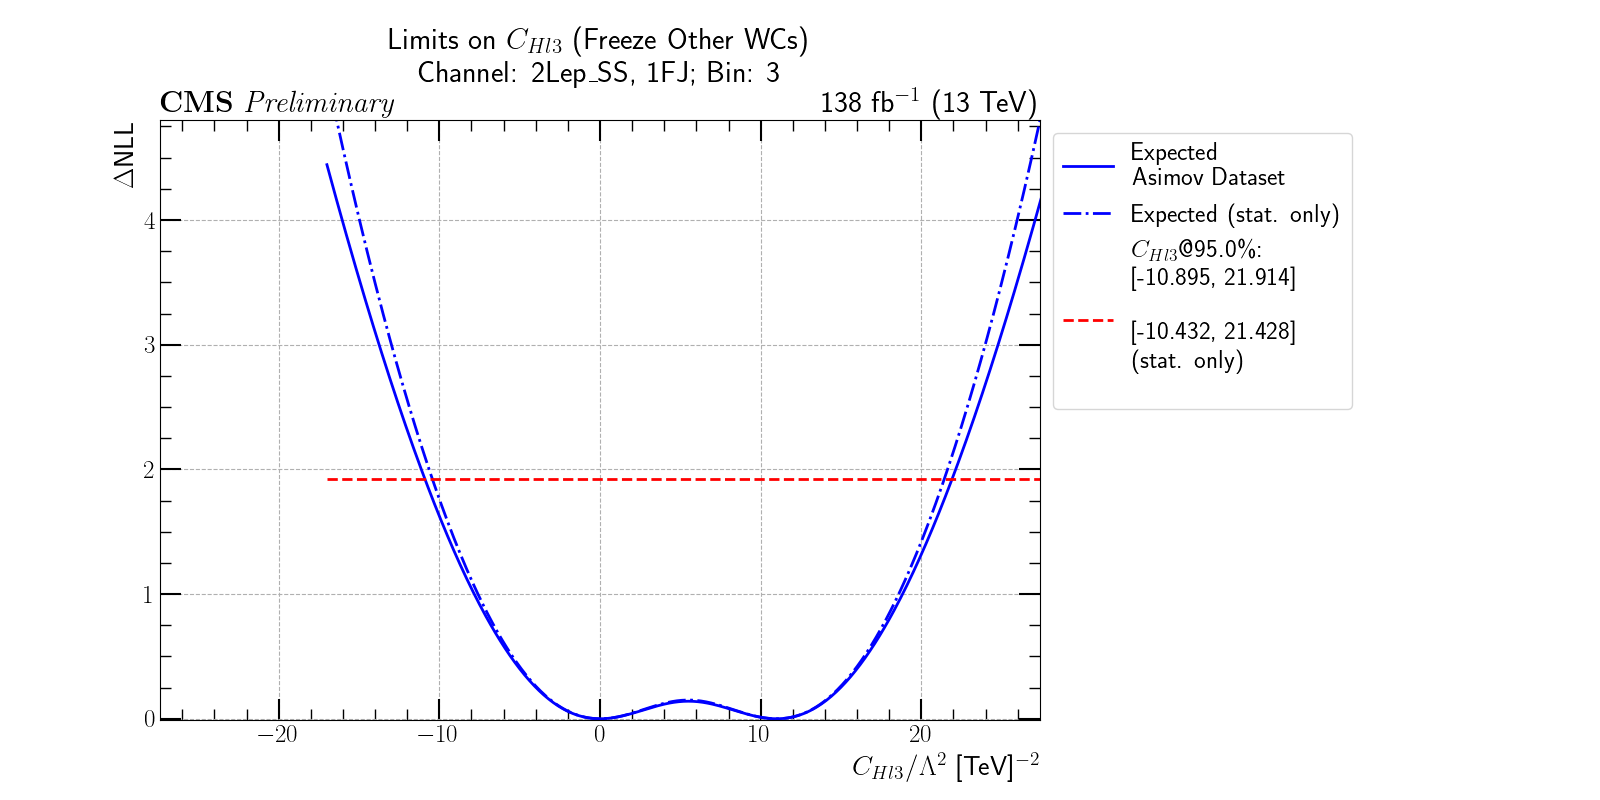 Limits on C_{Hl3} (Freeze Other WCs)
Channel: 2Lep_SS, 1FJ; Bin: 3
CMS Preliminary
138 fb^{-1} (13 TeV)
ΔNLL
4
3
2
1
0
−20
−10
0
10
20
C_{Hl3}/Λ^2 [TeV]^{-2}
Expected
Asimov Dataset
Expected (stat. only)
C_{Hl3}@95.0%:
[-10.895, 21.914]
[-10.432, 21.428]
(stat. only)